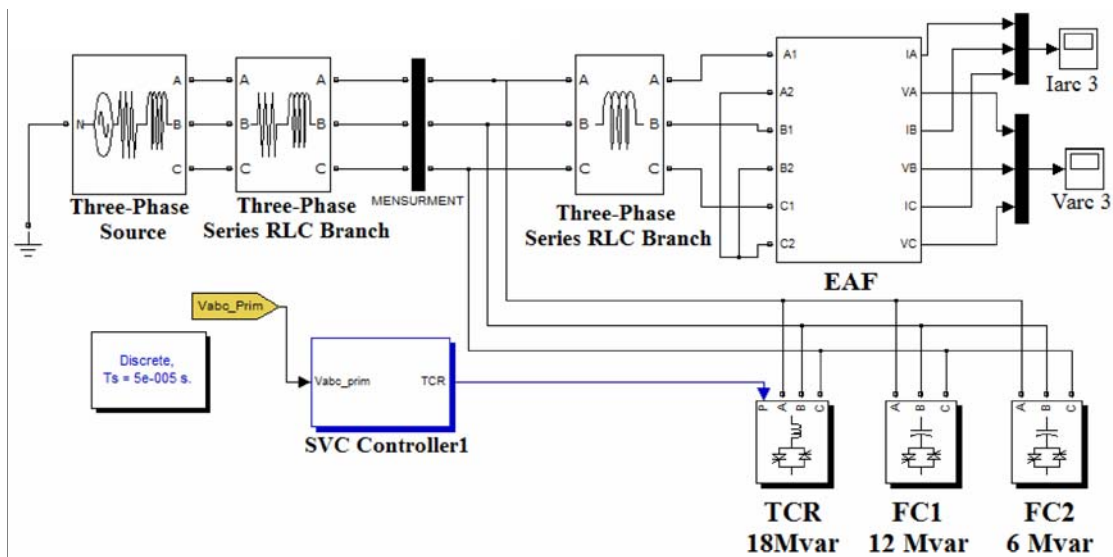 N
A
B
C
Three-Phase
Source
A
B
C
A
B
C
Three-Phase
Series RLC Branch
MENSURMENT
A
B
C
A
B
C
Three-Phase
Series RLC Branch
A1
A2
B1
B2
C1
C2
IA
VA
IB
VB
IC
VC
EAF
Iarc 3
Varc 3
Vabc_Prim
Discrete,
Ts = 5e-005 s.
Vabc_prim
TCR
SVC Controller1
P
A
B
C
TCR
18Mvar
A
B
C
FC1
12 Mvar
A
B
C
FC2
6 Mvar